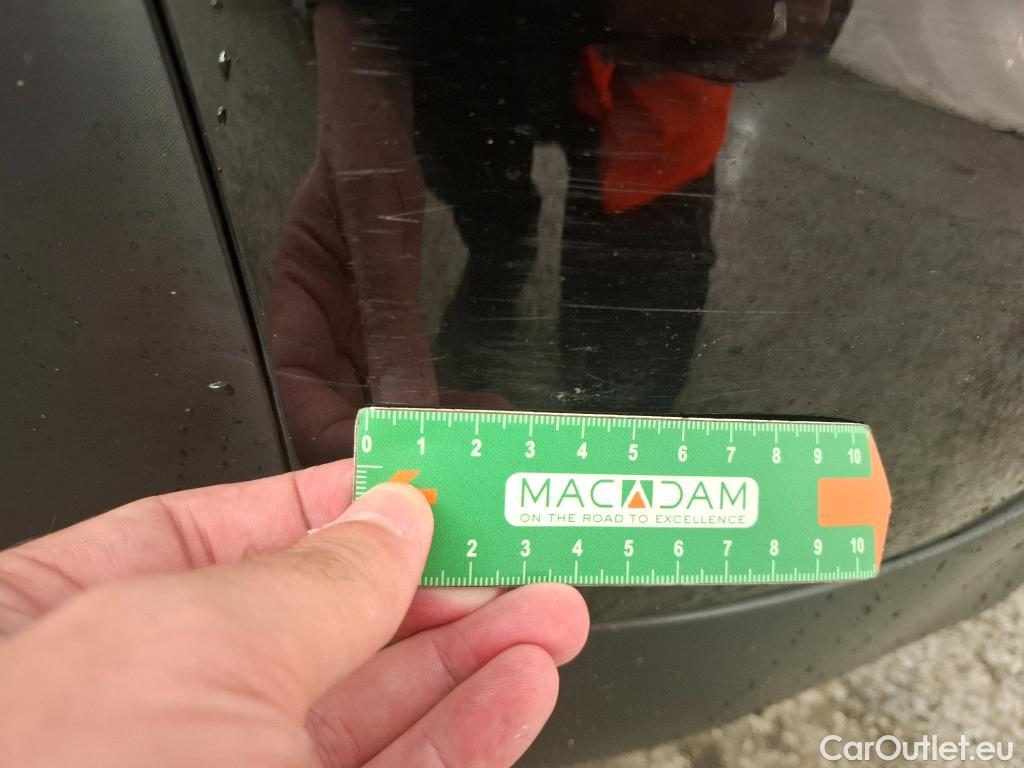 0 1 2 3 4 5 6 7 8 9 10
MACADAM
ON THE ROAD TO EXCELLENCE
2 3 4 5 6 7 8 9 10
CarOutlet.eu